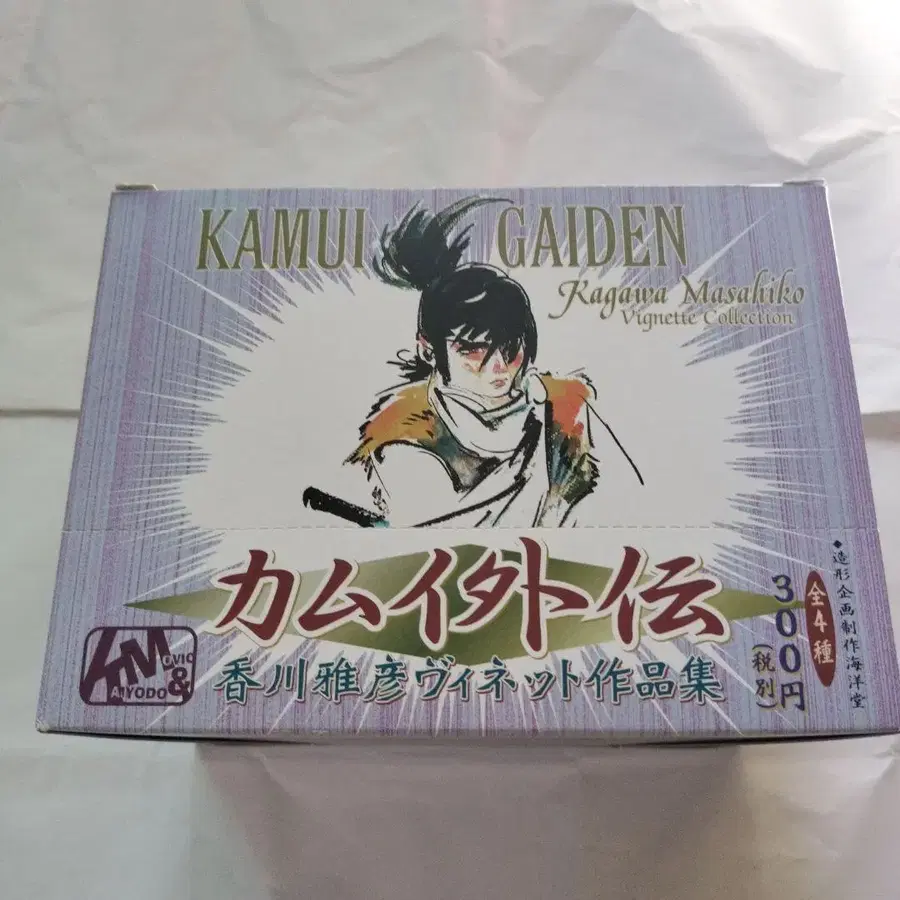 KAMUI GAIDEN
Kagawa Masahiko
Vignette Collection
カムイ外伝
香川雅彦ヴィネット作品集
300円
(税別)
全4種
◆造形企画制作海洋堂
MOVIC
&
KAIYODO